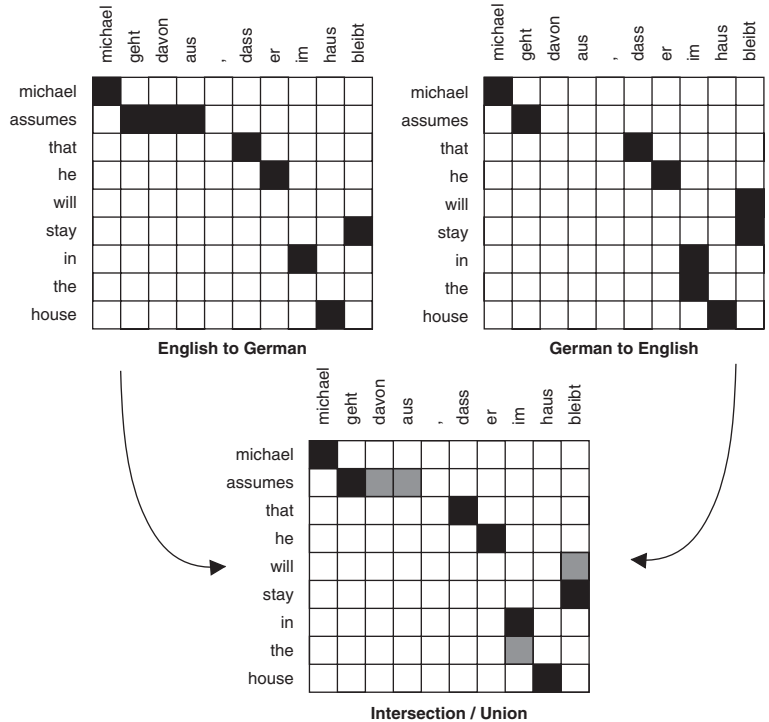 michael geht davon aus , dass er im haus bleibt
michael
assumes
that
he
will
stay
in
the
house
English to German
michael geht davon aus , dass er im haus bleibt
michael
assumes
that
he
will
stay
in
the
house
German to English
michael geht davon aus , dass er im haus bleibt
michael
assumes
that
he
will
stay
in
the
house
Intersection / Union